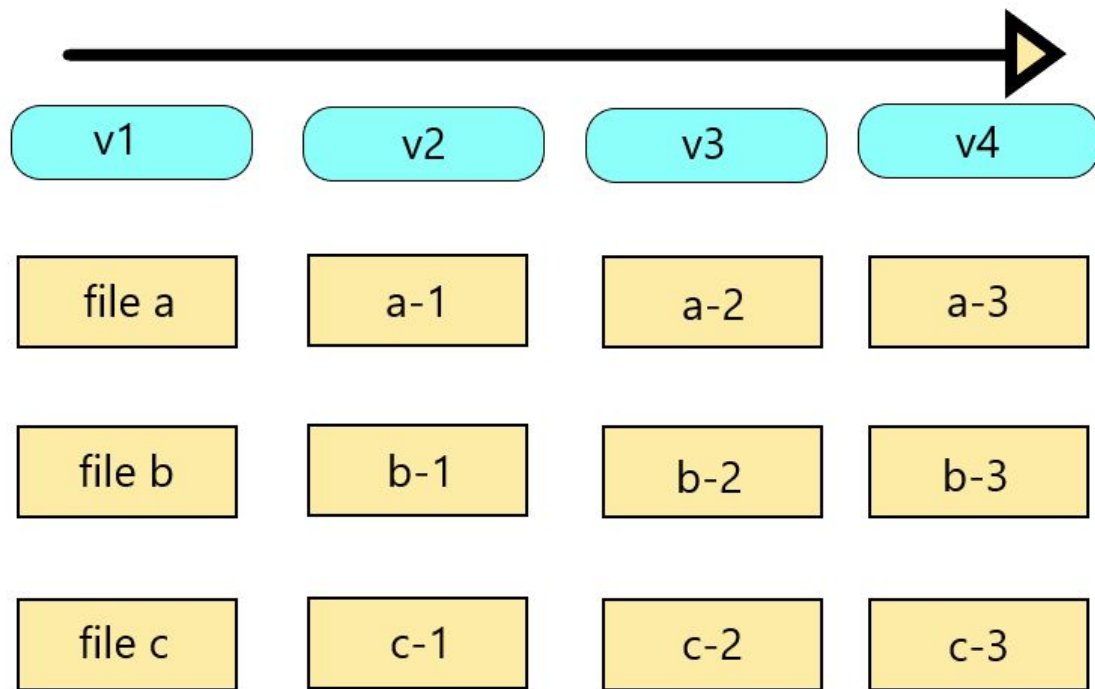 v1 v2 v3 v4
file a a-1 a-2 a-3
file b b-1 b-2 b-3
file c c-1 c-2 c-3